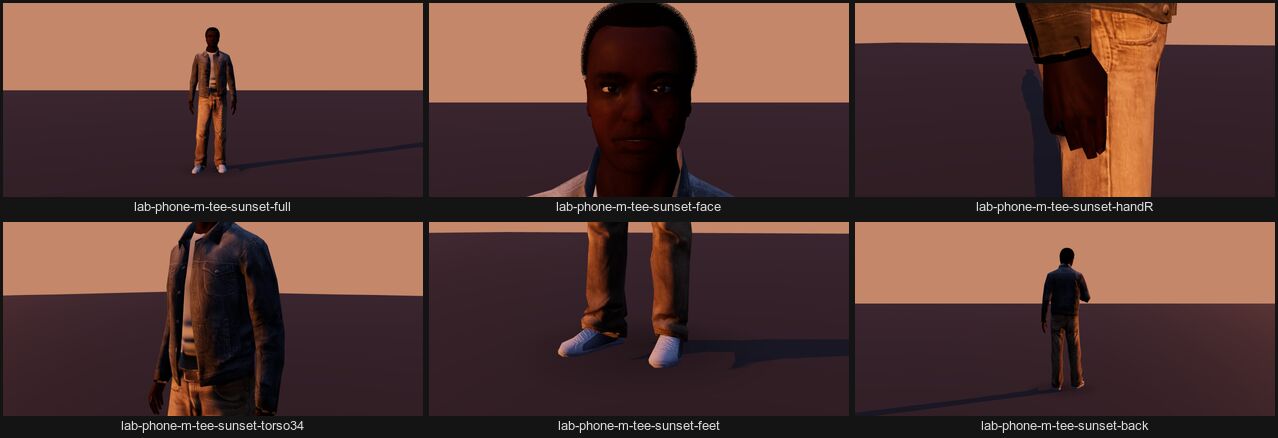 lab-phone-m-tee-sunset-full
lab-phone-m-tee-sunset-face
lab-phone-m-tee-sunset-handR
lab-phone-m-tee-sunset-torso34
lab-phone-m-tee-sunset-feet
lab-phone-m-tee-sunset-back